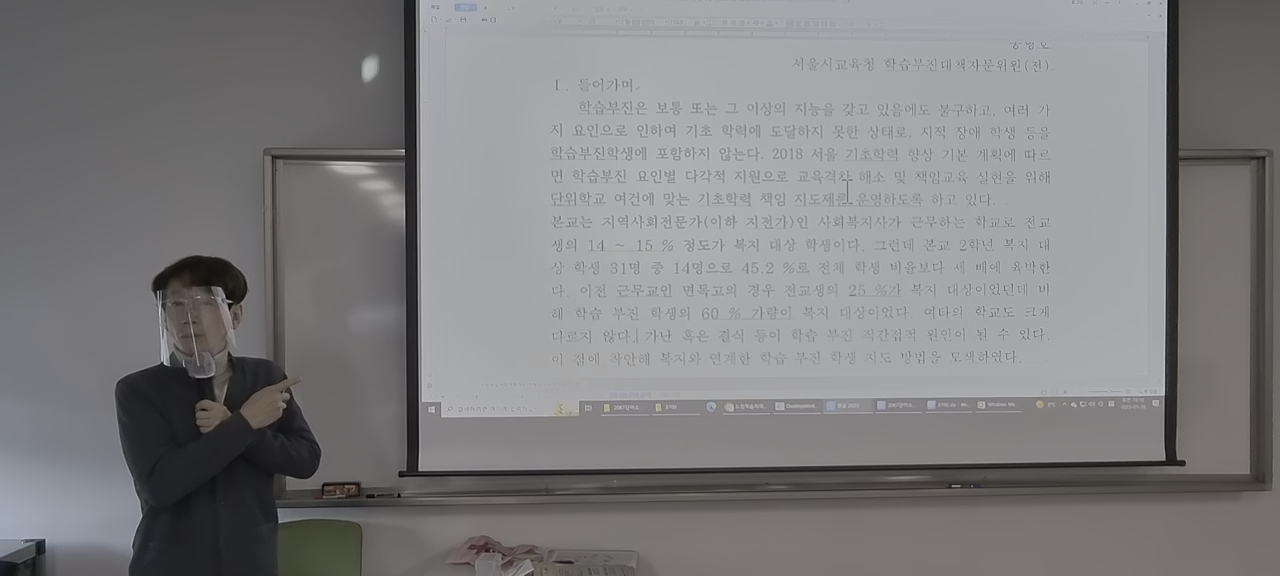 서울시교육청 학습부진대책자문위원(전)
Ⅰ. 들어가며
학습부진은 보통 또는 그 이상의 지능을 갖고 있음에도 불구하고, 여러 가
지 요인으로 인하여 기초 학력에 도달하지 못한 상태로, 지적 장애 학생 등을
학습부진학생에 포함하지 않는다. 2018 서울 기초학력 향상 기본 계획에 따르
면 학습부진 요인별 다각적 지원으로 교육격차 해소 및 책임교육 실현을 위해
단위학교 여건에 맞는 기초학력 책임 지도제를 운영하도록 하고 있다.
본교는 지역사회전문가(이하 지전가)인 사회복지사가 근무하는 학교로 전교
생의 14 ~ 15 % 정도가 복지 대상 학생이다. 그런데 본교 2학년 복지 대
상 학생 31명 중 14명으로 45.2 %로 전체 학생 비율보다 세 배에 육박한
다. 이전 근무교인 면목고의 경우 전교생의 25 %가 복지 대상이었던데 비
해 학습 부진 학생의 60 % 가량이 복지 대상이었다. 여타의 학교도 크게
다르지 않다. 가난 혹은 결식 등이 학습 부진 직간접적 원인이 될 수 있다.
이 점에 착안해 복지와 연계한 학습 부진 학생 지도 방법을 모색하였다.